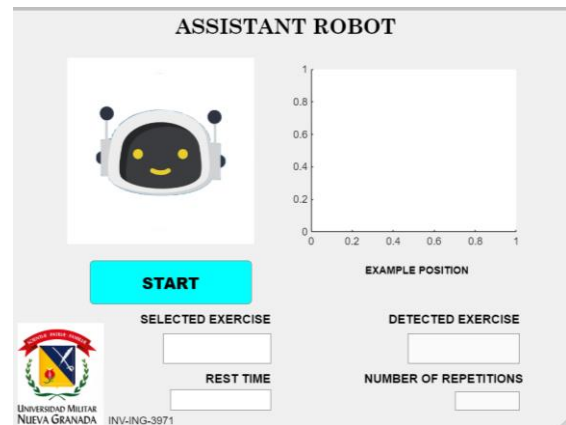 ASSISTANT ROBOT
1
0.8
0.6
0.4
0.2
0
0 0.2 0.4 0.6 0.8 1
EXAMPLE POSITION
START
SELECTED EXERCISE
DETECTED EXERCISE
REST TIME
NUMBER OF REPETITIONS
UNIVERSIDAD MILITAR
NUEVA GRANADA
INV-ING-3971